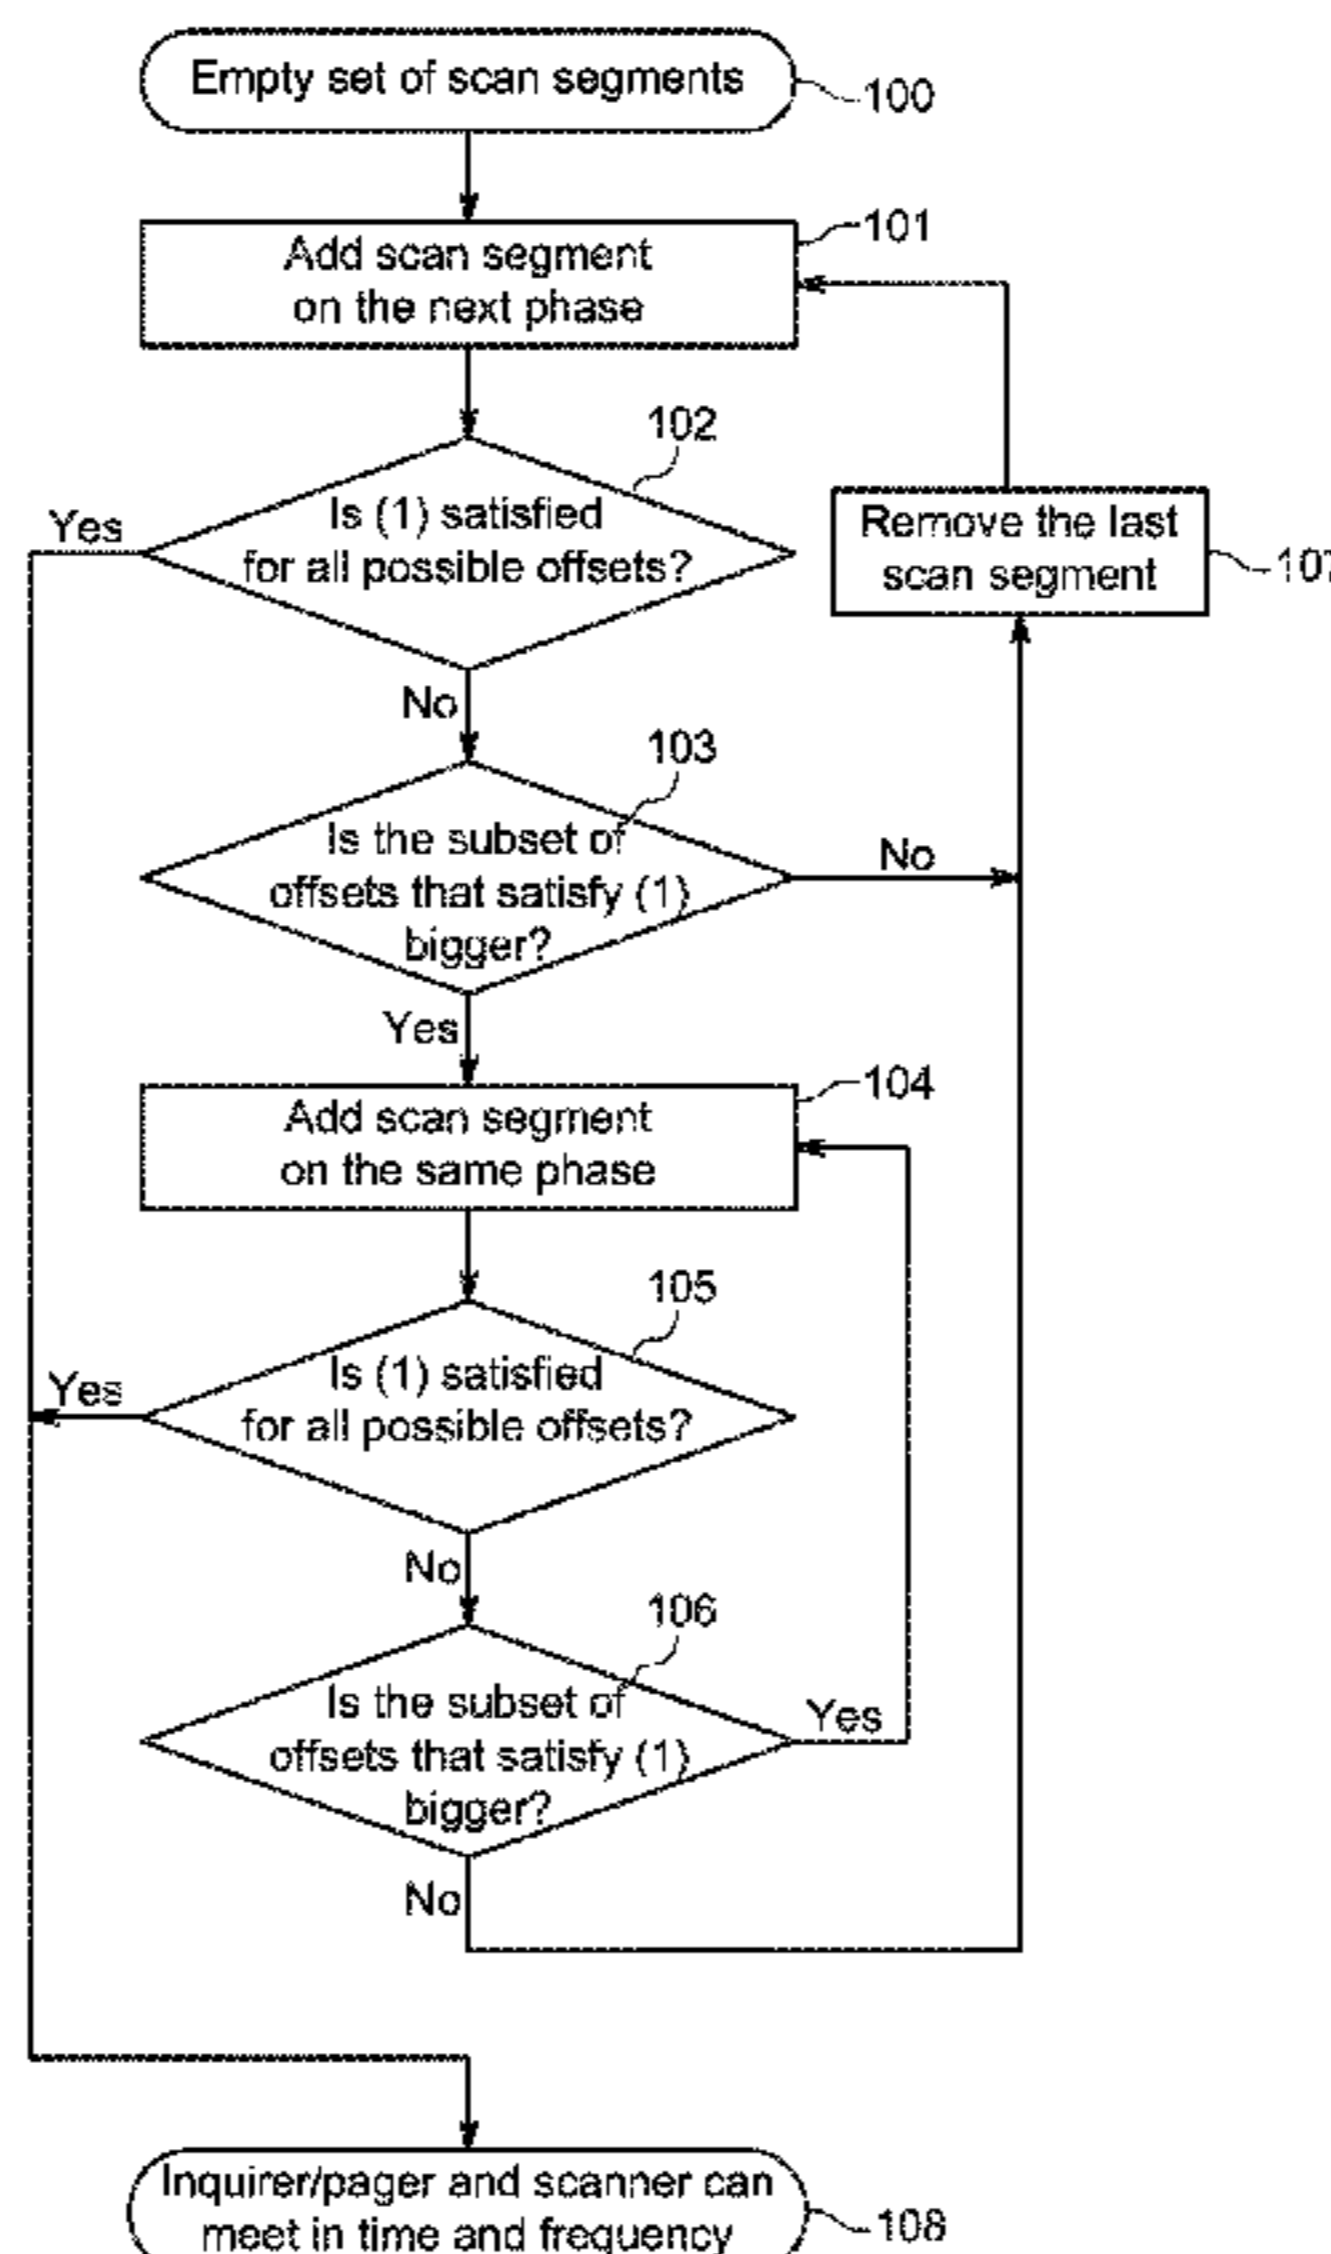 Empty set of scan segments
100
Add scan segment
on the next phase
101
102
Is (1) satisfied
for all possible offsets?
Yes
No
Remove the last
scan segment
107
103
Is the subset of
offsets that satisfy (1)
bigger?
No
Yes
Add scan segment
on the same phase
104
105
Is (1) satisfied
for all possible offsets?
Yes
No
106
Is the subset of
offsets that satisfy (1)
bigger?
Yes
No
Inquirer/pager and scanner can
meet in time and frequency
108